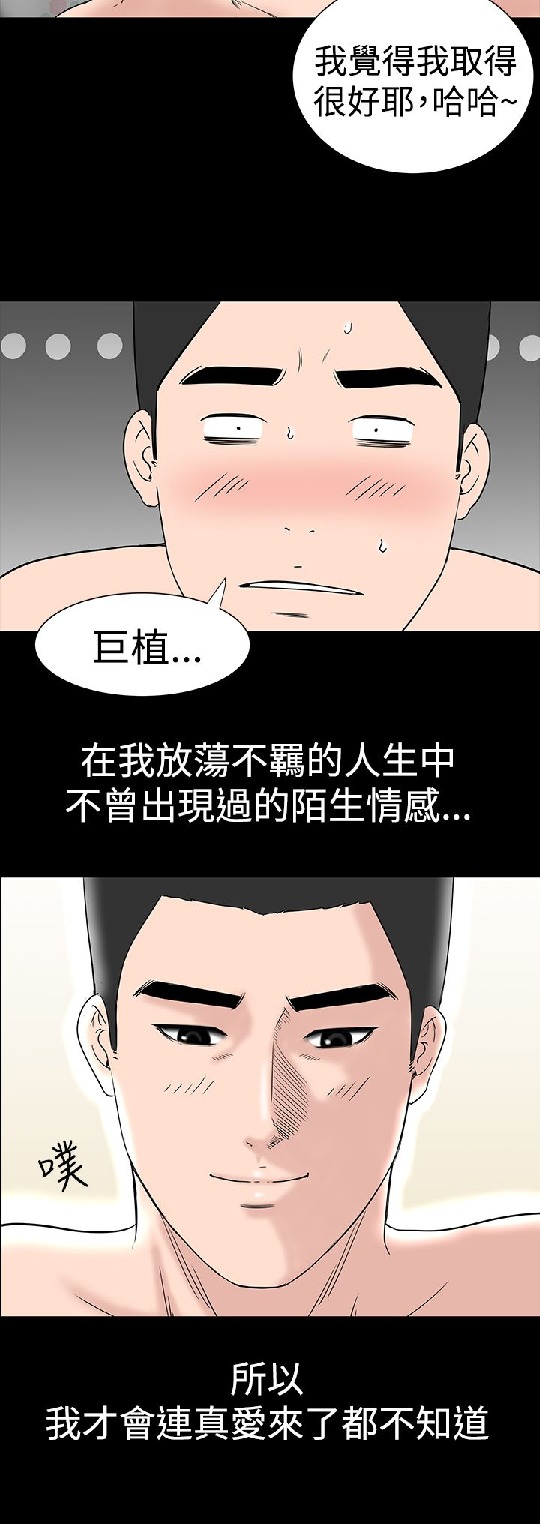 我覺得我取得
很好耶，哈哈~
巨植...
在我放蕩不羈的人生中
不曾出現過的陌生情感...
噗
所以
我才會連真愛來了都不知道